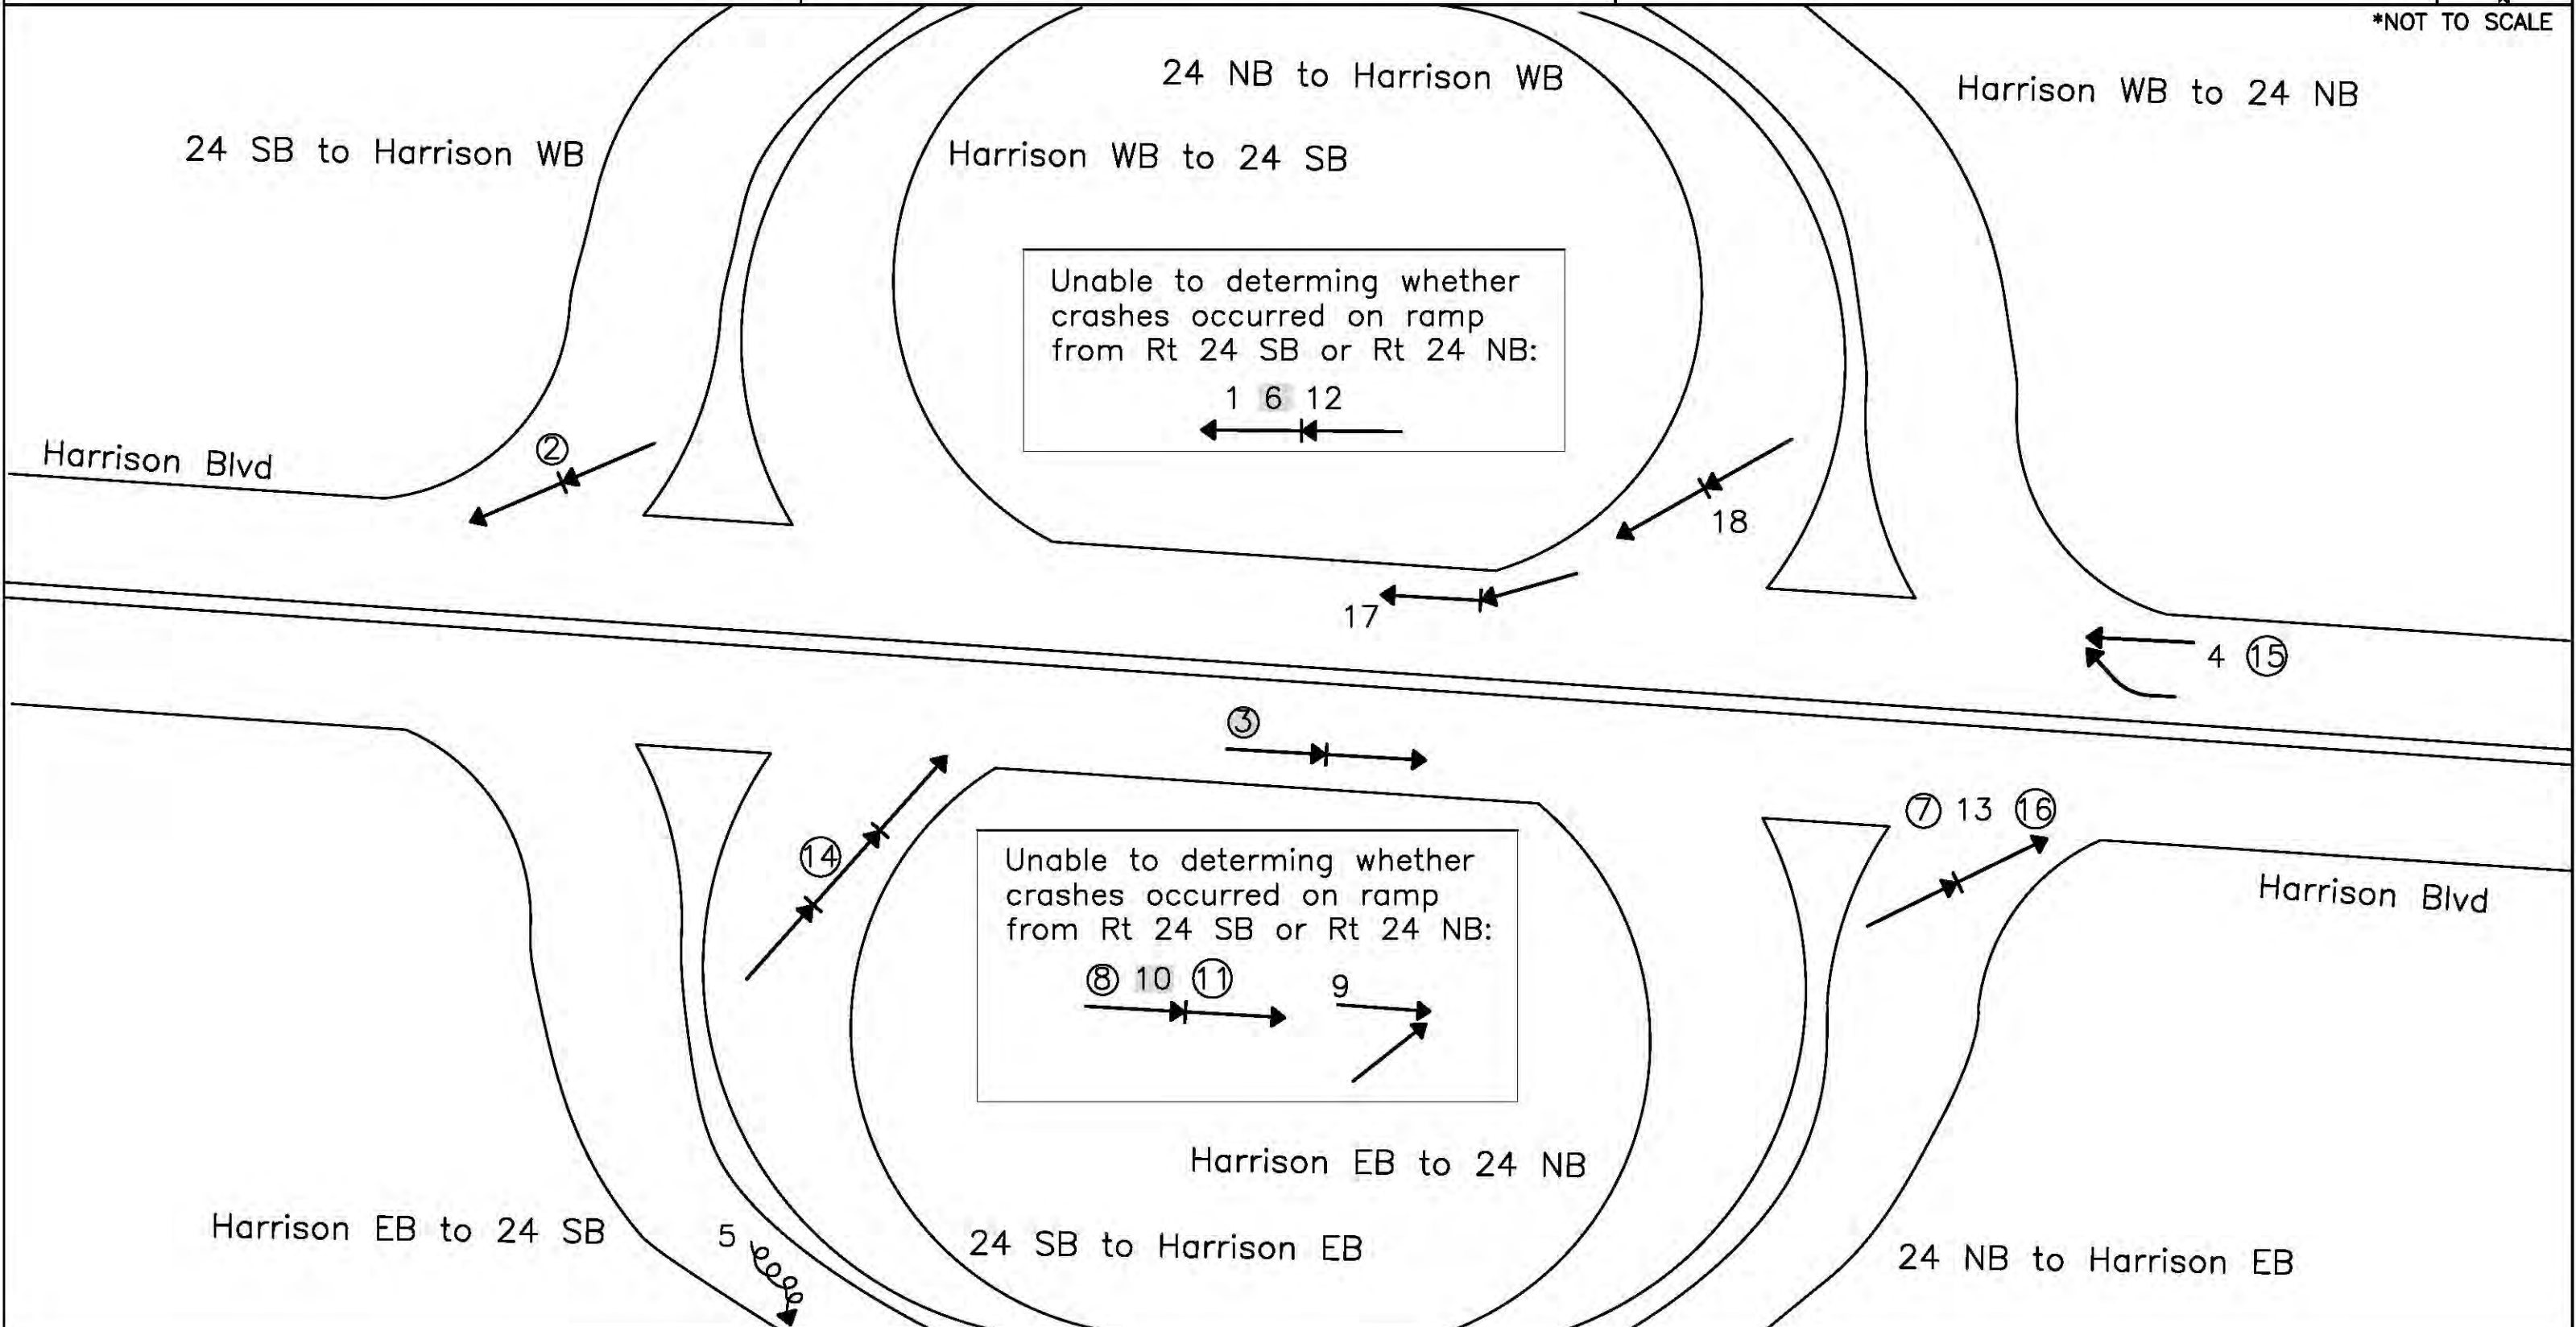 *NOT TO SCALE
24 NB to Harrison WB
Harrison WB to 24 NB
24 SB to Harrison WB
Harrison WB to 24 SB
Unable to determing whether
crashes occurred on ramp
from Rt 24 SB or Rt 24 NB:
1 6 12
2
Harrison Blvd
18
17
4 15
3
7 13 16
14
Unable to determing whether
crashes occurred on ramp
from Rt 24 SB or Rt 24 NB:
8 10 11
9
Harrison Blvd
Harrison EB to 24 NB
Harrison EB to 24 SB
5
24 SB to Harrison EB
24 NB to Harrison EB